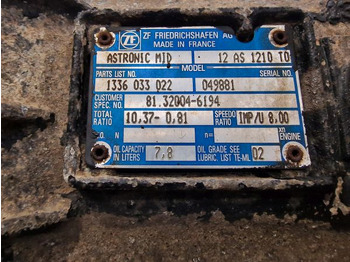 ZF FRIEDRICHSHAFEN AG
MADE IN FRANCE
ASTRONIC MID · 12 AS 1210 TO
MODEL
PARTS LIST NO. SERIAL NO.
1336 033 022 049881
CUSTOMER SPEC. NO. 81.32004-6194
TOTAL RATIO 10,37- 0,81 SPEEDO RATIO IMP/U 8.00
N n= xn ENGINE
OIL CAPACITY IN LITERS 7,8 OIL GRADE SEE LUBRIC. LIST TE-ML 02